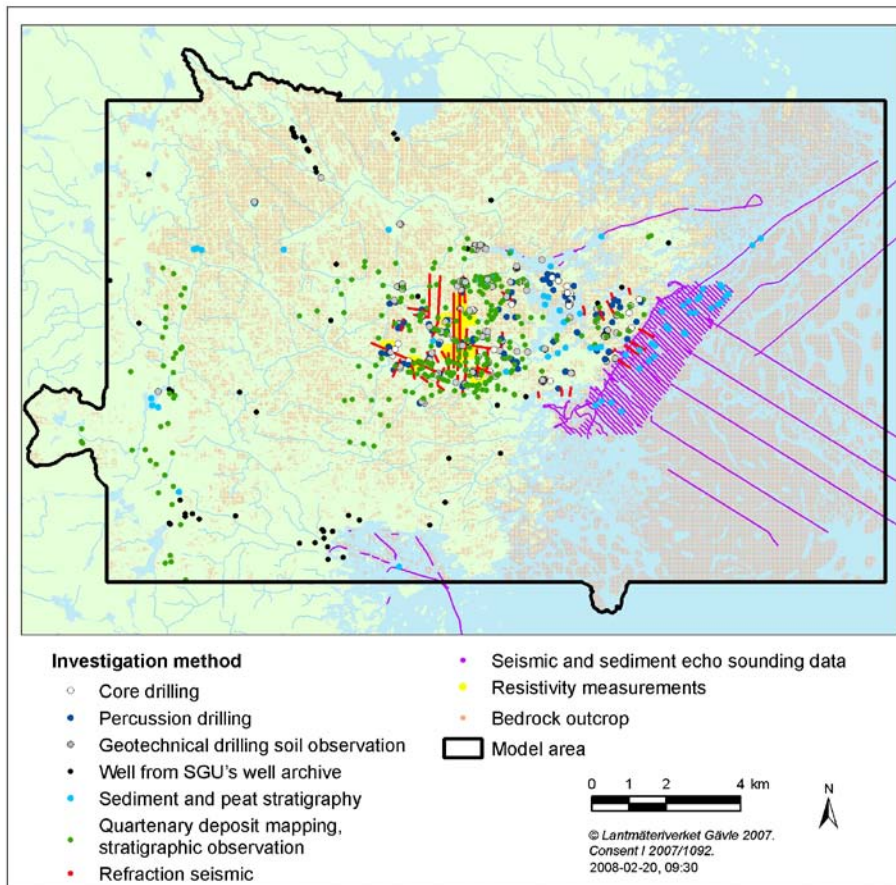 Investigation method
Core drilling
Percussion drilling
Geotechnical drilling soil observation
Well from SGU's well archive
Sediment and peat stratigraphy
Quartenary deposit mapping,
stratigraphic observation
Refraction seismic
Seismic and sediment echo sounding data
Resistivity measurements
Bedrock outcrop
Model area
0 1 2 4 km
N
© Lantmäteriverket Gävle 2007.
Consent I 2007/1092.
2008-02-20, 09:30